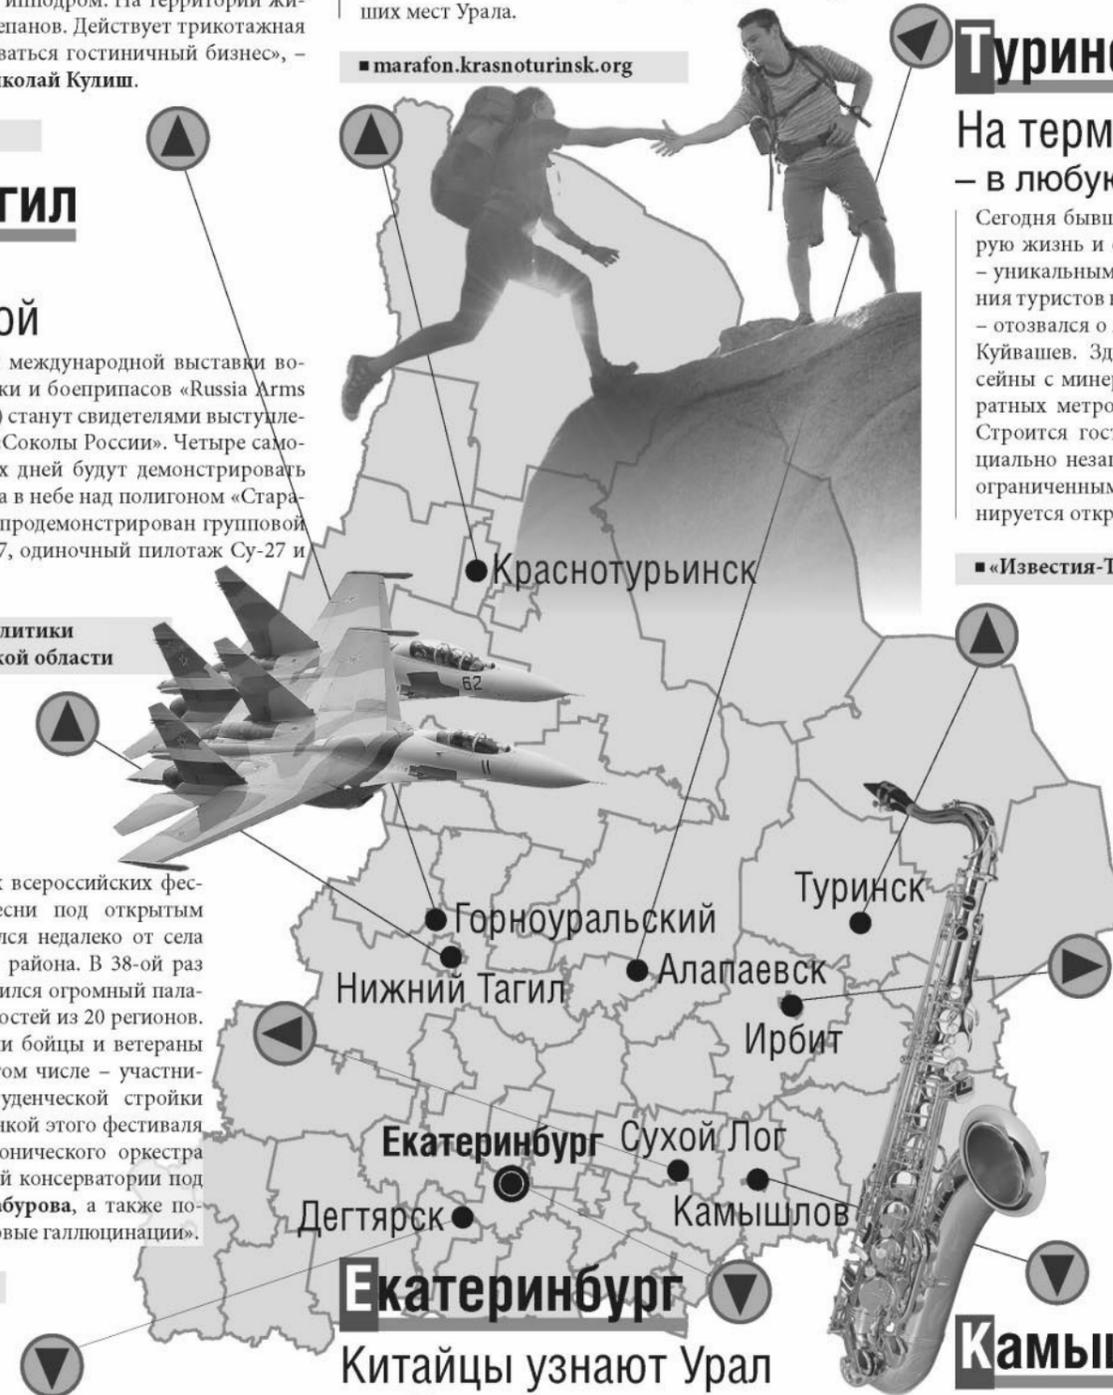 ипподром. На территории жи-
епанов. Действует трикотажная
ваться гостиничный бизнес», –
колай Кулиш.
ших мест Урала.
■ marafon.krasnoturinsk.org
гил
ой
международной выставки во-
ки и боеприпасов «Russia Arms
) станут свидетелями выступле-
«Соколы России». Четыре само-
х дней будут демонстрировать
а в небе над полигоном «Стара-
продемонстрирован групповой
7, одиночный пилотаж Су-27 и
литики
кой области
х всероссийских фес-
есни под открытым
лся недалеко от села
района. В 38-ой раз
ился огромный пала-
остей из 20 регионов.
и бойцы и ветераны
том числе – участни-
уденческой стройки
нкой этого фестиваля
онического оркестра
й консерватории под
абурова, а также по-
овые галлюцинации».
62
11
Краснотурьинск
Горноуральский
Нижний Тагил
Алапаевск
Туринск
Ирбит
Екатеринбург
Сухой Лог
Камышлов
Дегтярск
Екатеринбург
Китайцы узнают Урал
Туринс
На терм
– в любую
Сегодня бывш
рую жизнь и
– уникальным
ния туристов
– отозвался о
Куйвашев. Зд
сейны с минер
ратных метро
Строится гост
циально незап
ограниченным
нируется откр
■ «Известия-Т
Камыш